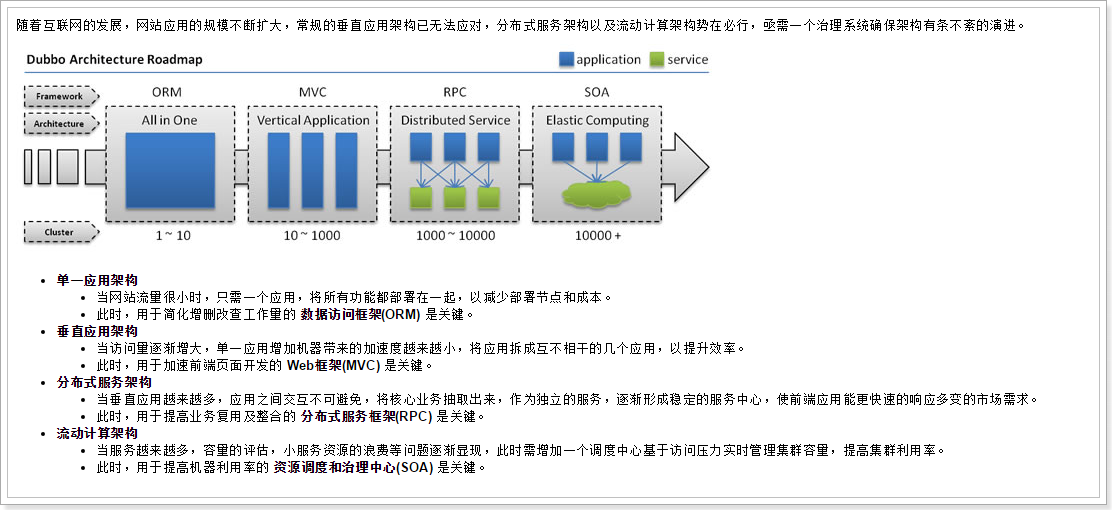 随着互联网的发展，网站应用的规模不断扩大，常规的垂直应用架构已无法应对，分布式服务架构以及流动计算架构势在必行，亟需一个治理系统确保架构有条不紊的演进。
Dubbo Architecture Roadmap
application service
Framework
ORM MVC RPC SOA
Architecture
All in One Vertical Application Distributed Service Elastic Computing
Cluster
1 ~ 10 10 ~ 1000 1000 ~ 10000 10000 +
• 单一应用架构
• 当网站流量很小时，只需一个应用，将所有功能都部署在一起，以减少部署节点和成本。
• 此时，用于简化增删改查工作量的 数据访问框架(ORM) 是关键。
• 垂直应用架构
• 当访问量逐渐增大，单一应用增加机器带来的加速度越来越小，将应用拆成互不相干的几个应用，以提升效率。
• 此时，用于加速前端页面开发的 Web框架(MVC) 是关键。
• 分布式服务架构
• 当垂直应用越来越多，应用之间交互不可避免，将核心业务抽取出来，作为独立的服务，逐渐形成稳定的服务中心，使前端应用能更快速的响应多变的市场需求。
• 此时，用于提高业务复用及整合的 分布式服务框架(RPC) 是关键。
• 流动计算架构
• 当服务越来越多，容量的评估，小服务资源的浪费等问题逐渐显现，此时需增加一个调度中心基于访问压力实时管理集群容量，提高集群利用率。
• 此时，用于提高机器利用率的 资源调度和治理中心(SOA) 是关键。